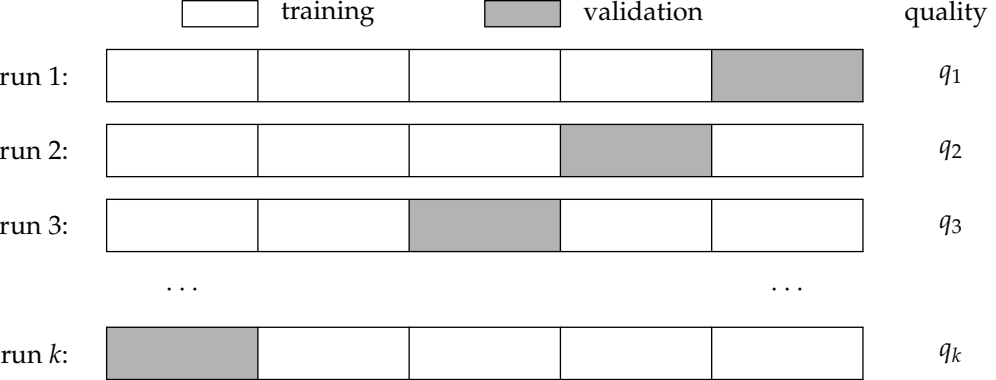 training validation quality
run 1: q1
run 2: q2
run 3: q3
... ...
run k: qk